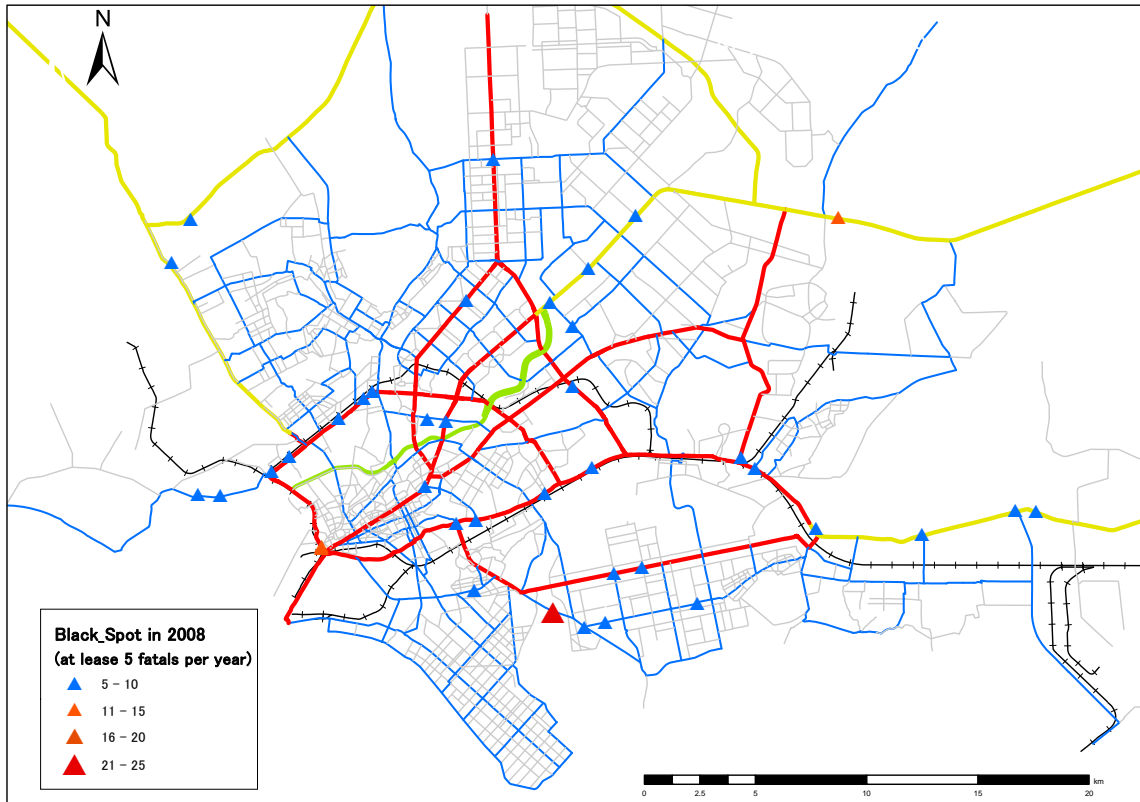 N
Black_Spot in 2008
(at lease 5 fatals per year)
5 - 10
11 - 15
16 - 20
21 - 25
km
0 2.5 5 10 15 20